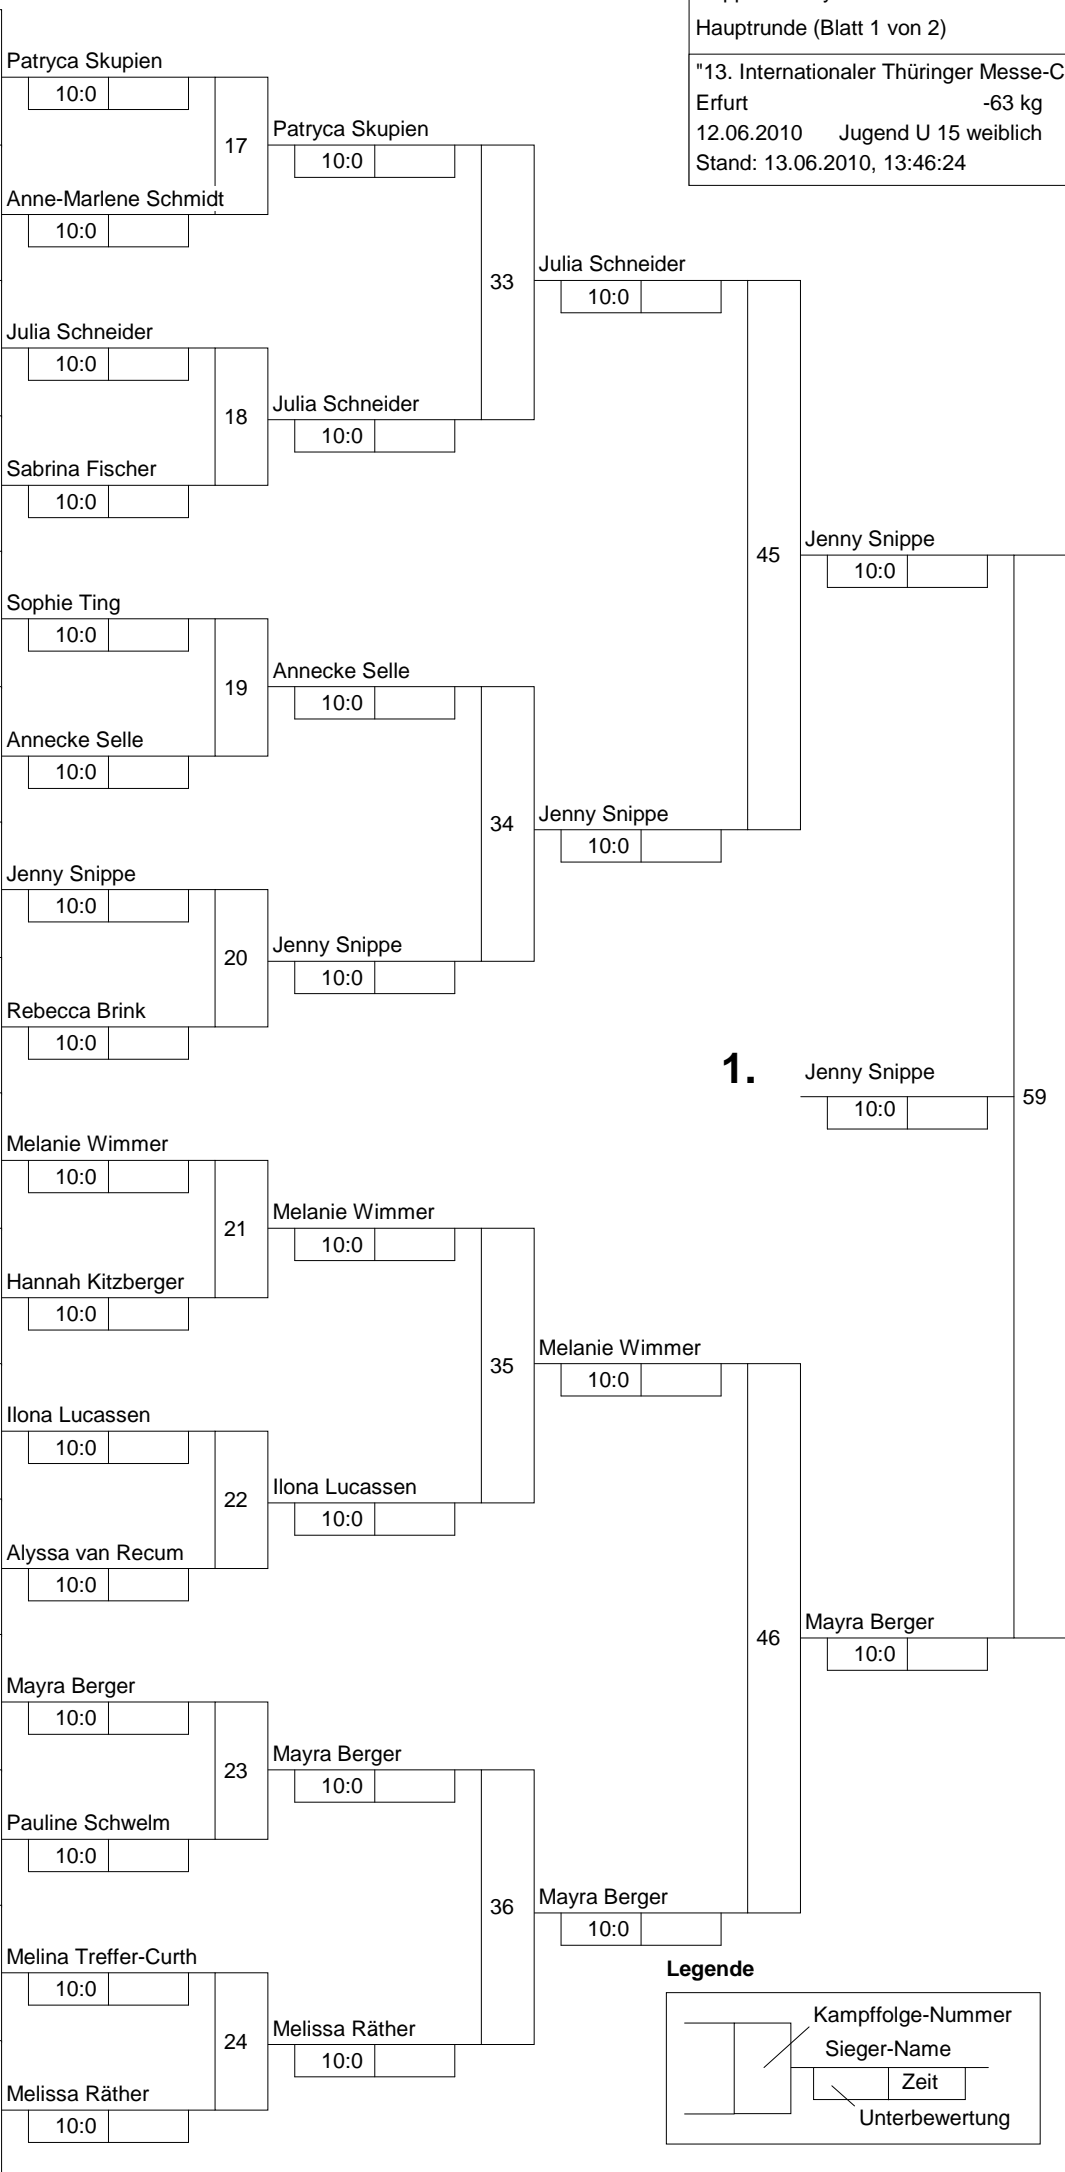 Hauptrunde (Blatt 1 von 2)
"13. Internationaler Thüringer Messe-C
Erfurt -63 kg
12.06.2010 Jugend U 15 weiblich
Stand: 13.06.2010, 13:46:24
Patryca Skupien
10:0
17
Anne-Marlene Schmidt
10:0
Patryca Skupien
10:0
33
Julia Schneider
10:0
18
Sabrina Fischer
10:0
Julia Schneider
10:0
Julia Schneider
10:0
45
Sophie Ting
10:0
19
Annecke Selle
10:0
Annecke Selle
10:0
34
Jenny Snippe
10:0
20
Rebecca Brink
10:0
Jenny Snippe
10:0
Jenny Snippe
10:0
Jenny Snippe
10:0
1. Jenny Snippe
10:0
59
Melanie Wimmer
10:0
21
Hannah Kitzberger
10:0
Melanie Wimmer
10:0
35
Ilona Lucassen
10:0
22
Alyssa van Recum
10:0
Ilona Lucassen
10:0
Melanie Wimmer
10:0
46
Mayra Berger
10:0
Mayra Berger
10:0
23
Pauline Schwelm
10:0
Mayra Berger
10:0
36
Melina Treffer-Curth
10:0
24
Melissa Räther
10:0
Melissa Räther
10:0
Mayra Berger
10:0
Legende
Kampffolge-Nummer
Sieger-Name
Zeit
Unterbewertung